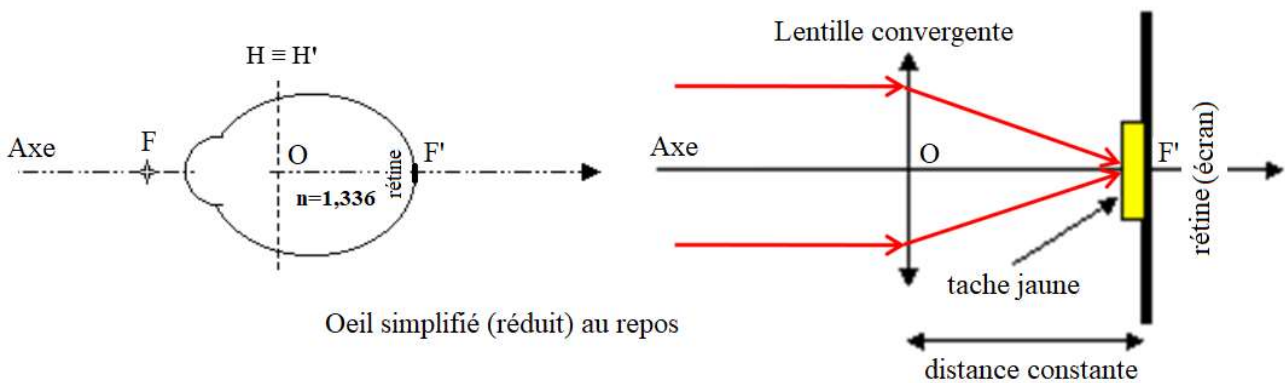 H ≡ H'
Axe
F
O
F'
n=1,336
rétine
Oeil simplifié (réduit) au repos
Lentille convergente
Axe
O
F'
rétine (écran)
tache jaune
distance constante